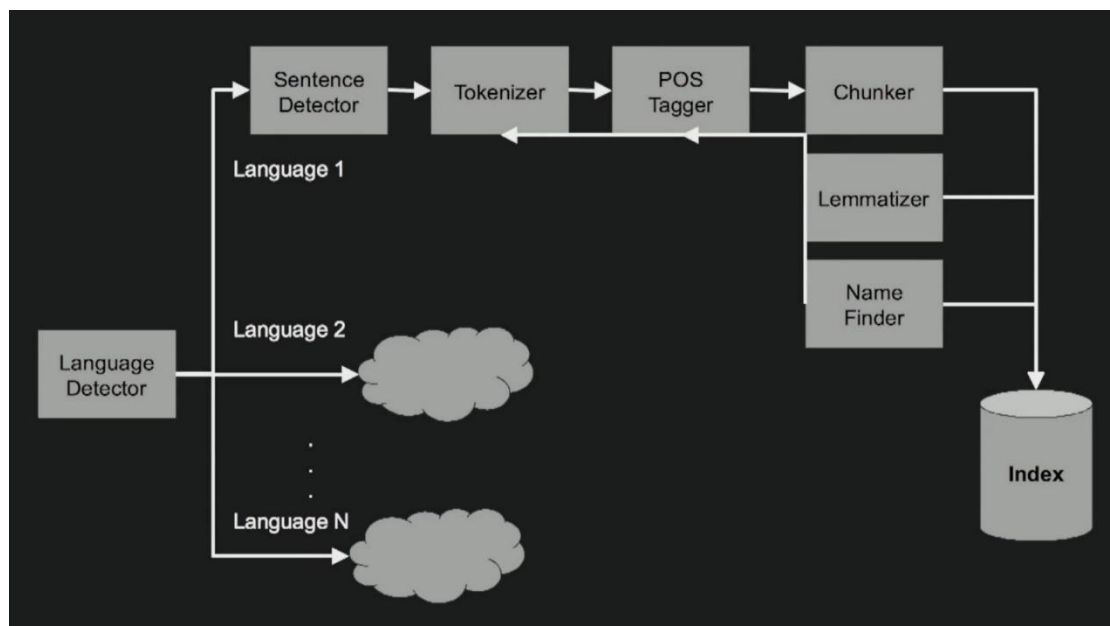 Sentence
Detector
Tokenizer
POS
Tagger
Chunker
Language 1
Lemmatizer
Name
Finder
Language 2
Language
Detector
.
.
.
Language N
Index